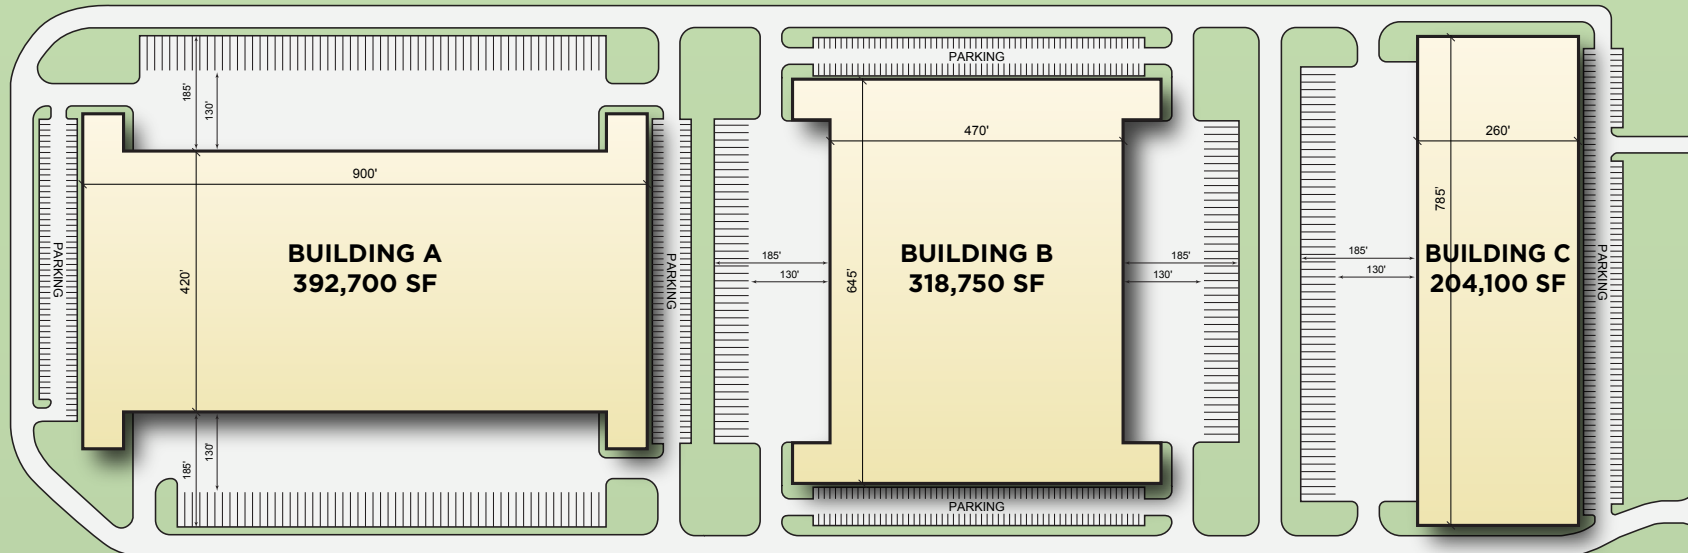 185'
130'
900'
420'
BUILDING A
392,700 SF
185'
130'
PARKING
PARKING
PARKING
470'
645'
BUILDING B
318,750 SF
185'
130'
185'
130'
PARKING
260'
785'
BUILDING C
204,100 SF
185'
130'
PARKING